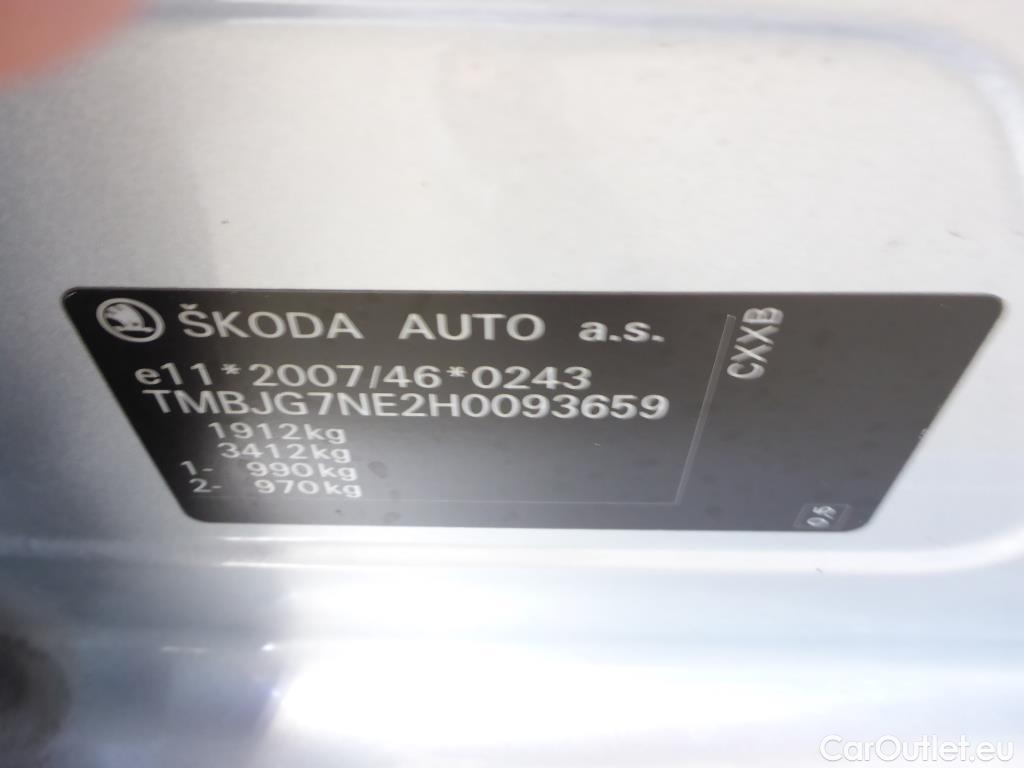 ŠKODA AUTO a.s.
e11*2007/46*0243
TMBJG7NE2H0093659
1912kg
3412kg
1- 990kg
2- 970kg
CXXB
CarOutlet.eu